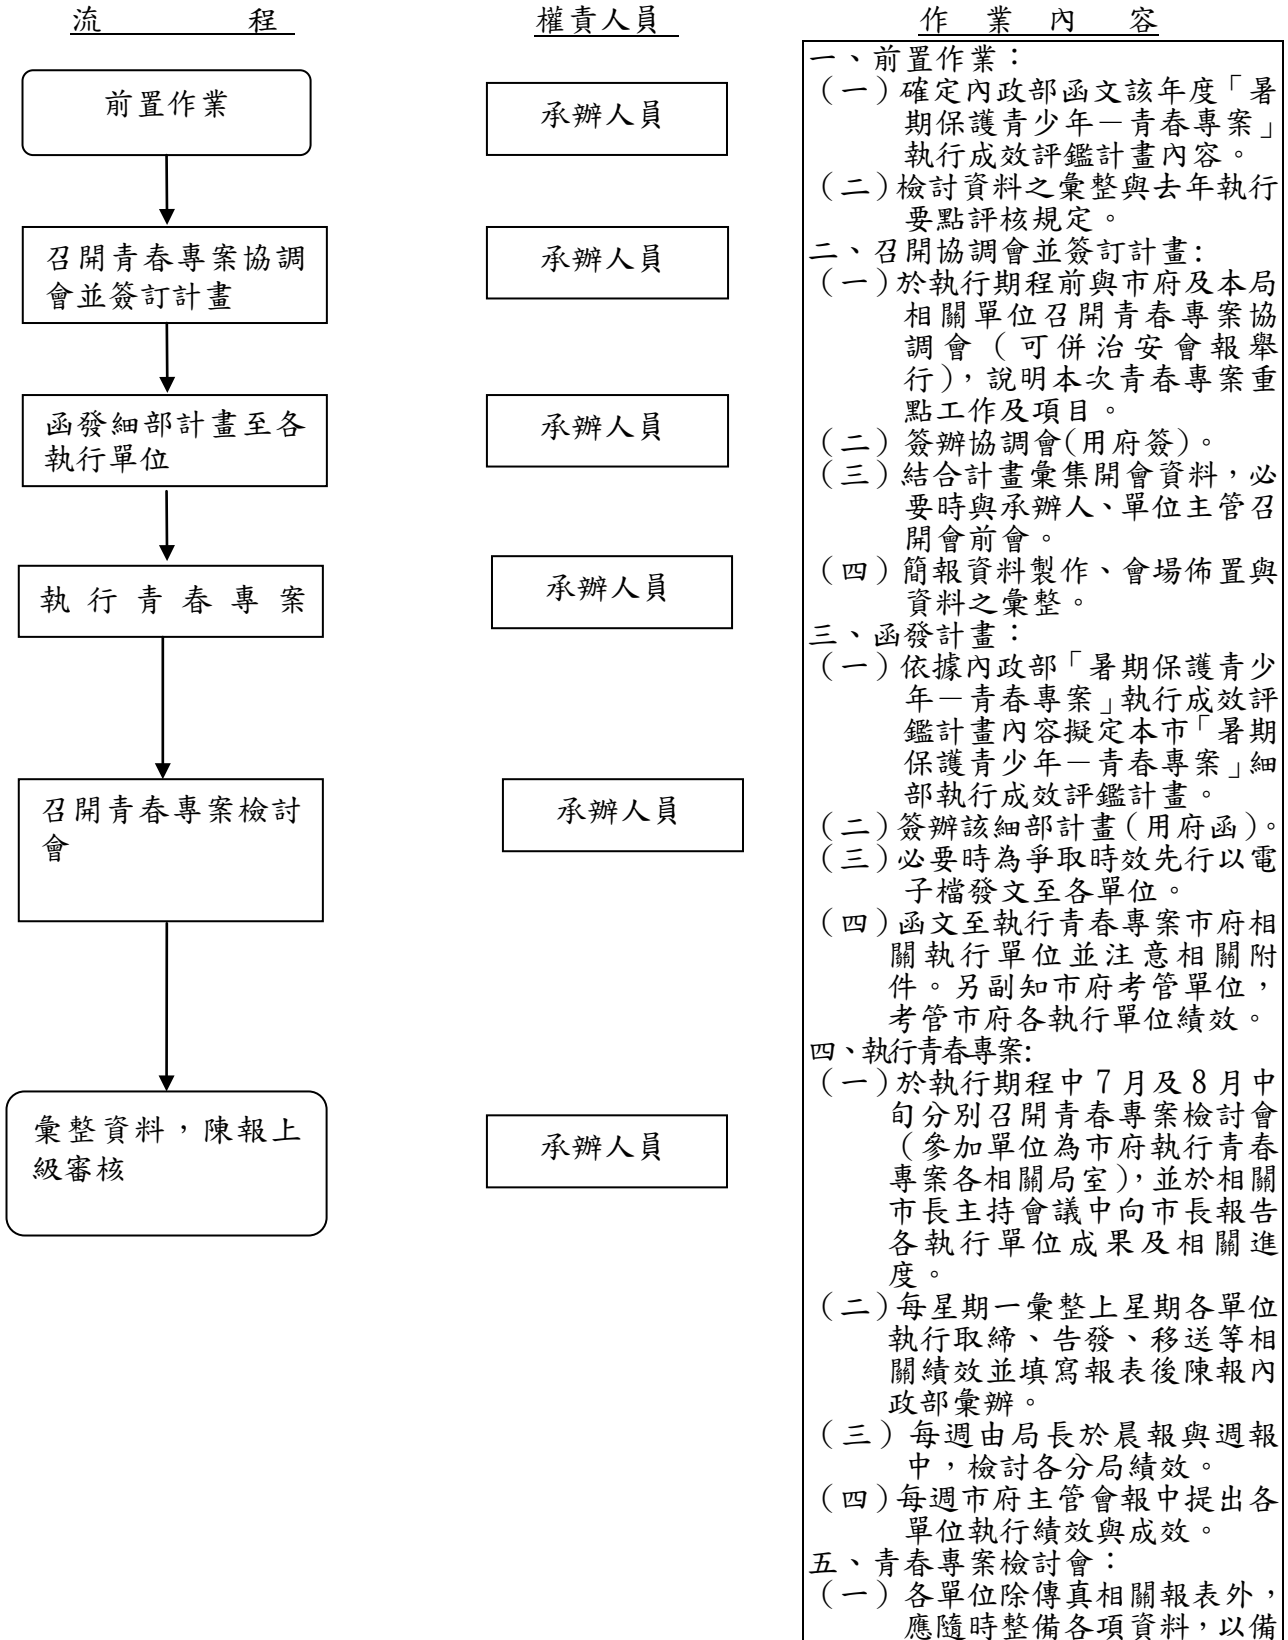 流程
權責人員
作業內容
前置作業
承辦人員
召開青春專案協調
會並簽訂計畫
承辦人員
函發細部計畫至各
執行單位
承辦人員
執行青春專案
承辦人員
召開青春專案檢討
會
承辦人員
彙整資料，陳報上
級審核
承辦人員
一、前置作業：
（一）確定內政部函文該年度「暑
期保護青少年－青春專案」
執行成效評鑑計畫內容。
（二）檢討資料之彙整與去年執行
要點評核規定。
二、召開協調會並簽訂計畫:
（一）於執行期程前與市府及本局
相關單位召開青春專案協
調會（可併治安會報舉
行），說明本次青春專案重
點工作及項目。
（二）簽辦協調會(用府簽)。
（三）結合計畫彙集開會資料，必
要時與承辦人、單位主管召
開會前會。
（四）簡報資料製作、會場佈置與
資料之彙整。
三、函發計畫：
（一）依據內政部「暑期保護青少
年－青春專案」執行成效評
鑑計畫內容擬定本市「暑期
保護青少年－青春專案」細
部執行成效評鑑計畫。
（二）簽辦該細部計畫（用府函）。
（三）必要時為爭取時效先行以電
子檔發文至各單位。
（四）函文至執行青春專案市府相
關執行單位並注意相關附
件。另副知市府考管單位，
考管市府各執行單位績效。
四、執行青春專案:
（一）於執行期程中7月及8月中
旬分別召開青春專案檢討會
（參加單位為市府執行青春
專案各相關局室），並於相關
市長主持會議中向市長報告
各執行單位成果及相關進
度。
（二）每星期一彙整上星期各單位
執行取締、告發、移送等相
關績效並填寫報表後陳報內
政部彙辦。
（三）每週由局長於晨報與週報
中，檢討各分局績效。
（四）每週市府主管會報中提出各
單位執行績效與成效。
五、青春專案檢討會：
（一）各單位除傳真相關報表外，
應隨時整備各項資料，以備